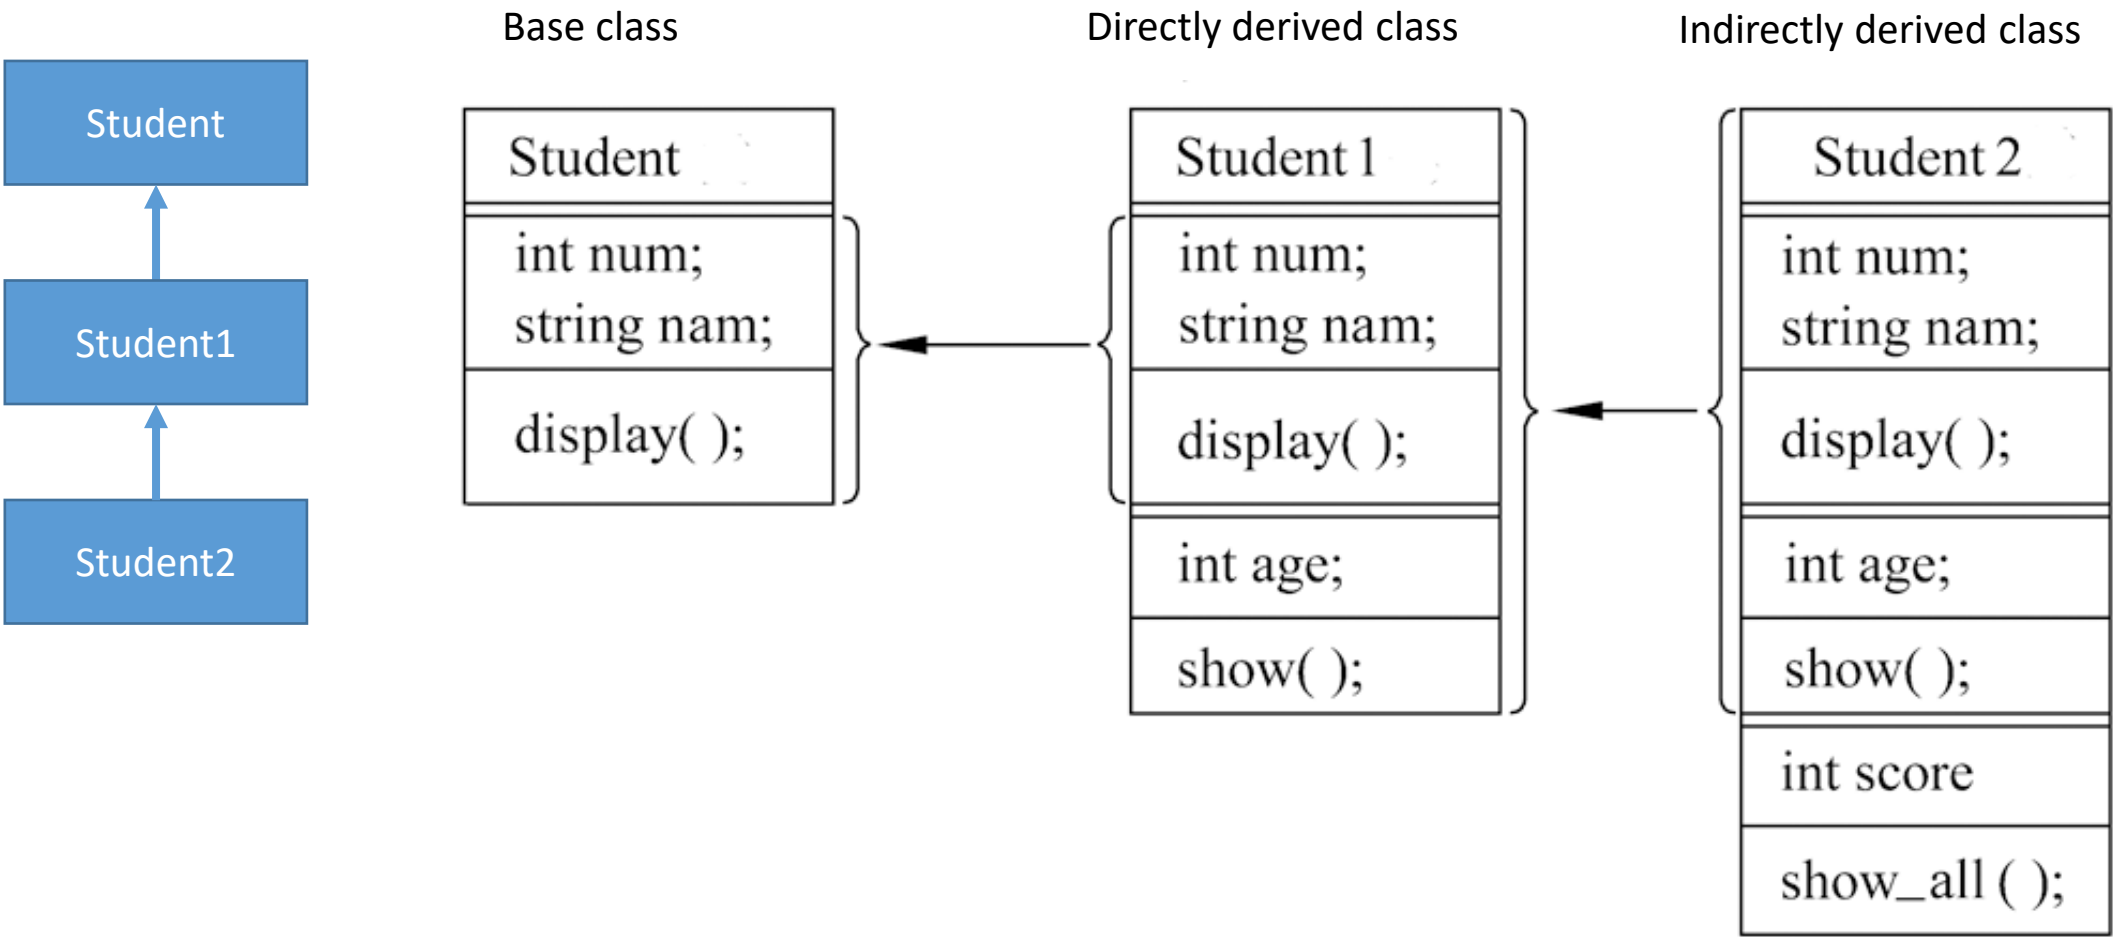 Base class
Directly derived class
Indirectly derived class
Student
Student1
Student2
Student
int num;
string nam;
display( );
Student 1
int num;
string nam;
display( );
int age;
show( );
Student 2
int num;
string nam;
display( );
int age;
show( );
int score
show_all ( );